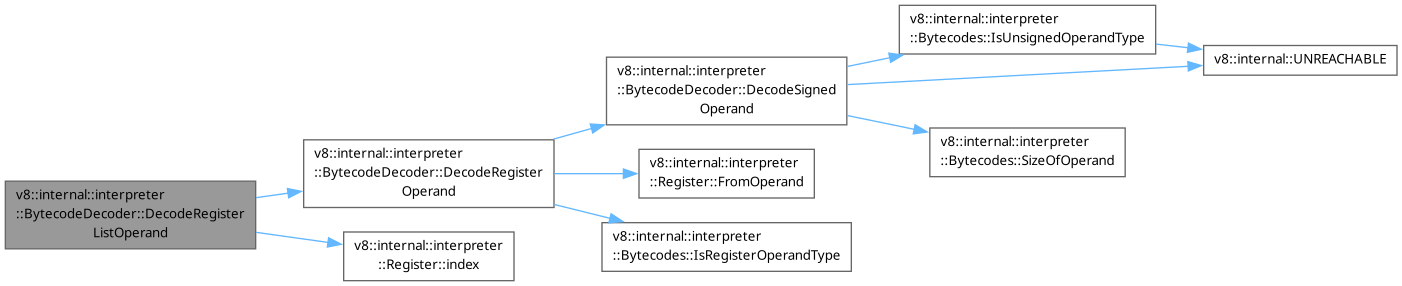 v8::internal::interpreter
::BytecodeDecoder::DecodeRegister
ListOperand
v8::internal::interpreter
::BytecodeDecoder::DecodeRegister
Operand
v8::internal::interpreter
::Register::index
v8::internal::interpreter
::BytecodeDecoder::DecodeSigned
Operand
v8::internal::interpreter
::Register::FromOperand
v8::internal::interpreter
::Bytecodes::IsRegisterOperandType
v8::internal::interpreter
::Bytecodes::IsUnsignedOperandType
v8::internal::interpreter
::Bytecodes::SizeOfOperand
v8::internal::UNREACHABLE